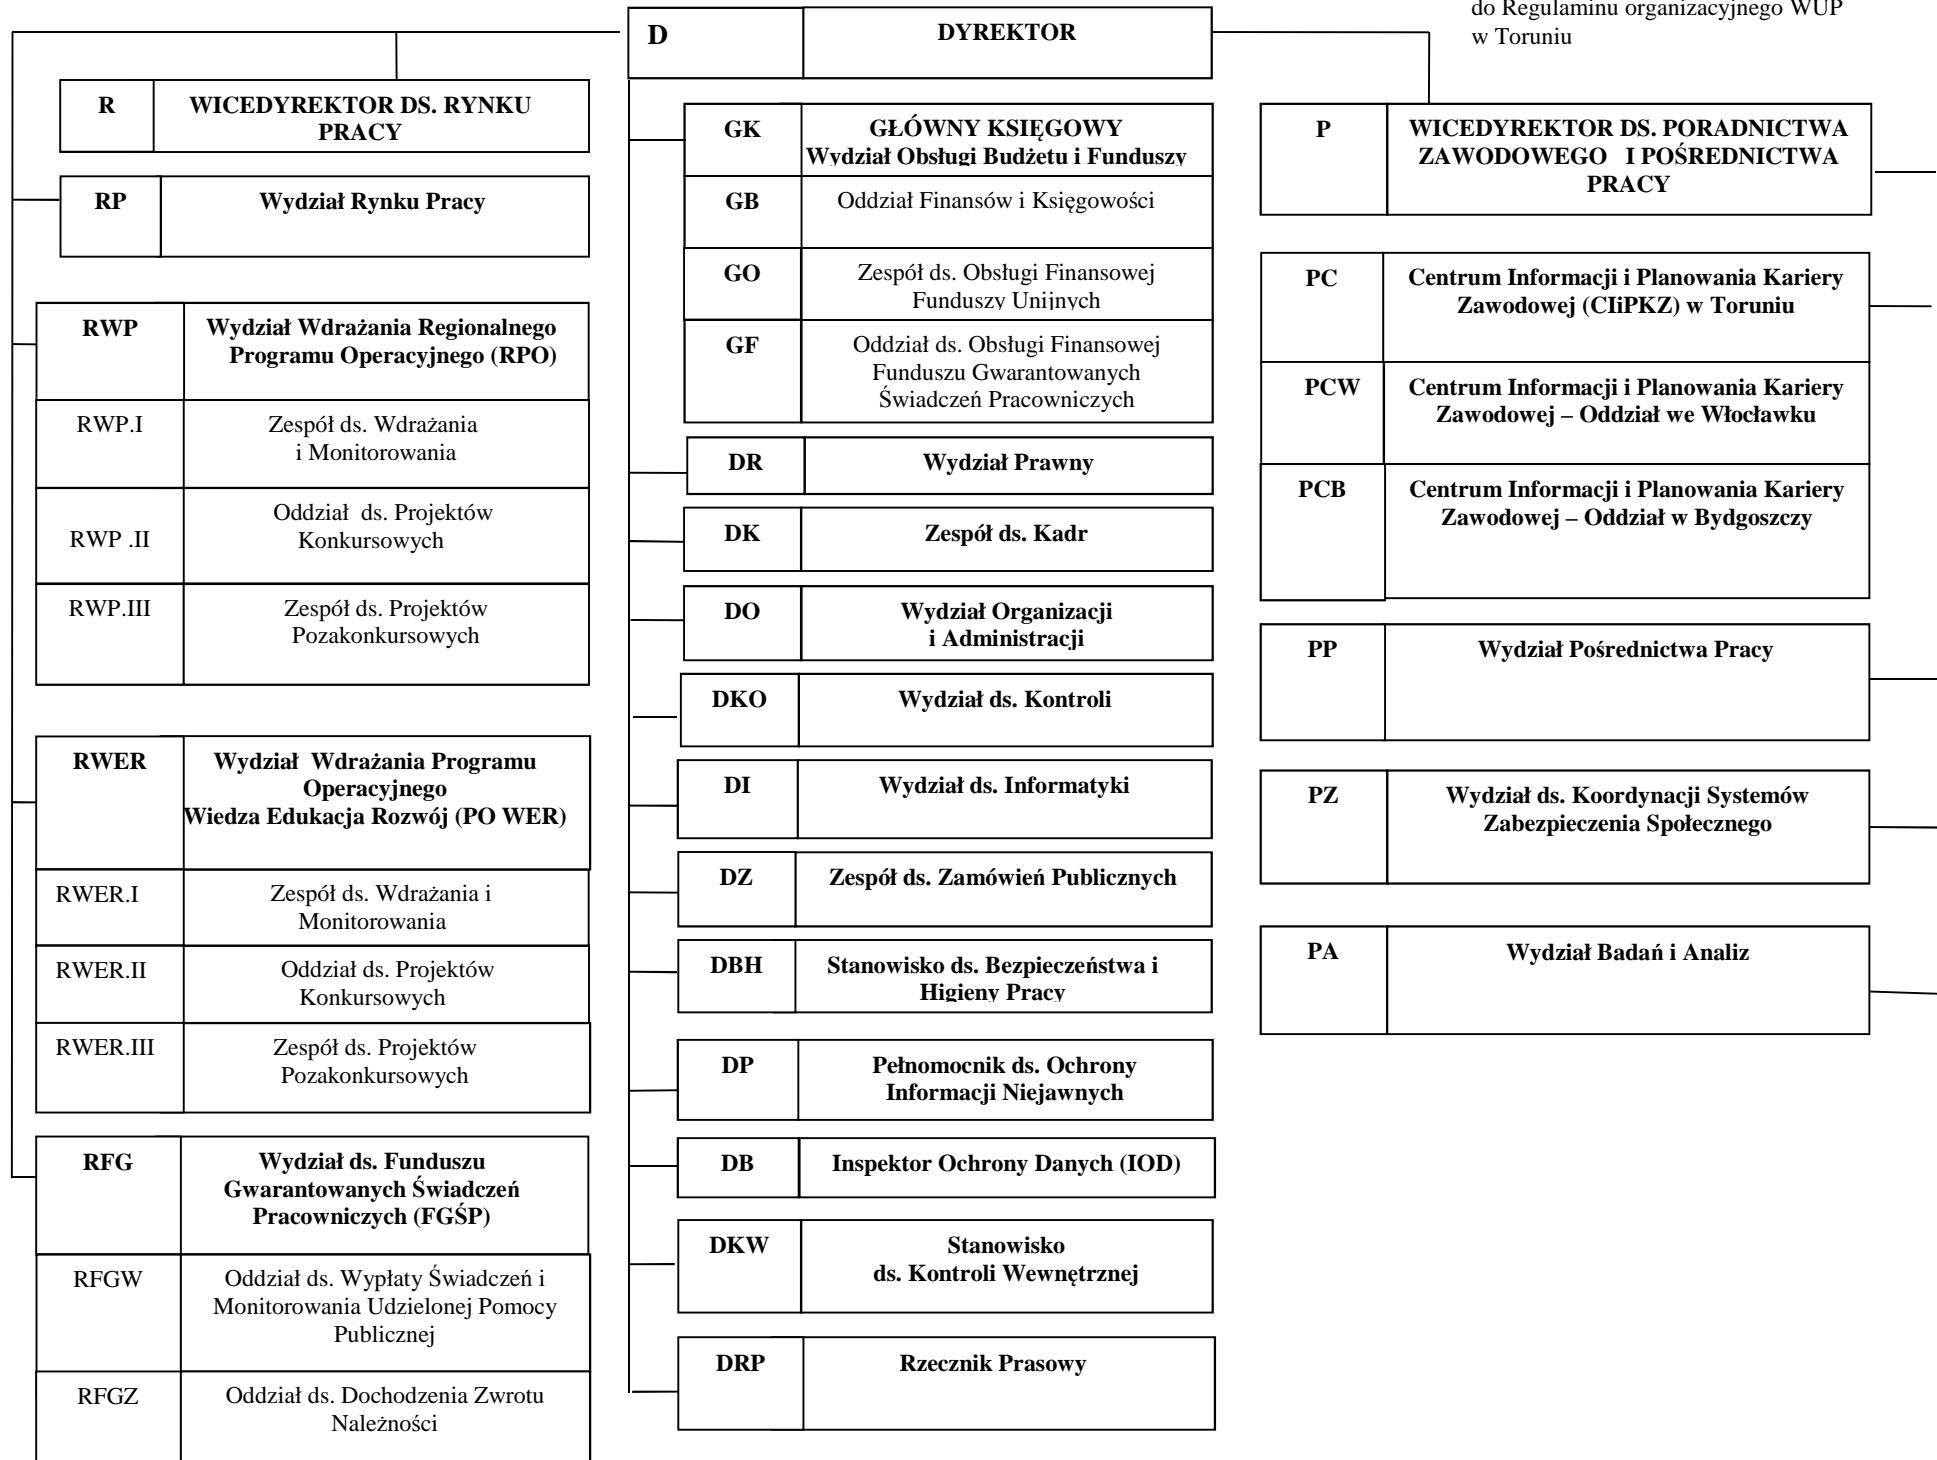 do Regulaminu organizacyjnego WUP
w Toruniu
D DYREKTOR
R WICEDYREKTOR DS. RYNKU
PRACY
RP Wydział Rynku Pracy
RWP Wydział Wdrażania Regionalnego
Programu Operacyjnego (RPO)
RWP.I Zespół ds. Wdrażania
i Monitorowania
Oddział ds. Projektów
RWP .II Konkursowych
RWP.III Zespół ds. Projektów
Pozakonkursowych
RWER Wydział Wdrażania Programu
Operacyjnego
Wiedza Edukacja Rozwój (PO WER)
RWER.I Zespół ds. Wdrażania i
Monitorowania
RWER.II Oddział ds. Projektów
Konkursowych
RWER.III Zespół ds. Projektów
Pozakonkursowych
RFG Wydział ds. Funduszu
Gwarantowanych Świadczeń
Pracowniczych (FGŚP)
RFGW Oddział ds. Wypłaty Świadczeń i
Monitorowania Udzielonej Pomocy
Publicznej
RFGZ Oddział ds. Dochodzenia Zwrotu
Należności
GK GŁÓWNY KSIĘGOWY
Wydział Obsługi Budżetu i Funduszy
GB Oddział Finansów i Księgowości
GO Zespół ds. Obsługi Finansowej
Funduszy Unijnych
GF Oddział ds. Obsługi Finansowej
Funduszu Gwarantowanych
Świadczeń Pracowniczych
DR Wydział Prawny
DK Zespół ds. Kadr
DO Wydział Organizacji
i Administracji
DKO Wydział ds. Kontroli
DI Wydział ds. Informatyki
DZ Zespół ds. Zamówień Publicznych
DBH Stanowisko ds. Bezpieczeństwa i
Higieny Pracy
DP Pełnomocnik ds. Ochrony
Informacji Niejawnych
DB Inspektor Ochrony Danych (IOD)
DKW Stanowisko
ds. Kontroli Wewnętrznej
DRP Rzecznik Prasowy
P WICEDYREKTOR DS. PORADNICTWA
ZAWODOWEGO I POŚREDNICTWA
PRACY
PC Centrum Informacji i Planowania Kariery
Zawodowej (CIiPKZ) w Toruniu
PCW Centrum Informacji i Planowania Kariery
Zawodowej – Oddział we Włocławku
PCB Centrum Informacji i Planowania Kariery
Zawodowej – Oddział w Bydgoszczy
PP Wydział Pośrednictwa Pracy
PZ Wydział ds. Koordynacji Systemów
Zabezpieczenia Społecznego
PA Wydział Badań i Analiz